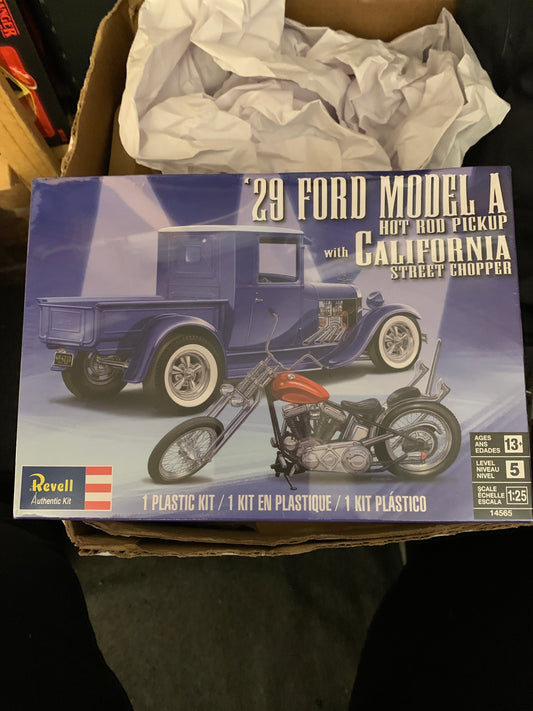 '29 FORD MODEL A
HOT ROD PICKUP
with CALIFORNIA
STREET CHOPPER
Revell
Authentic Kit
1 PLASTIC KIT / 1 KIT EN PLASTIQUE / 1 KIT PLÁSTICO
AGES
ANS
EDADES
13+
LEVEL
NIVEAU
NIVEL
5
SCALE
ÉCHELLE
ESCALA
1:25
14565